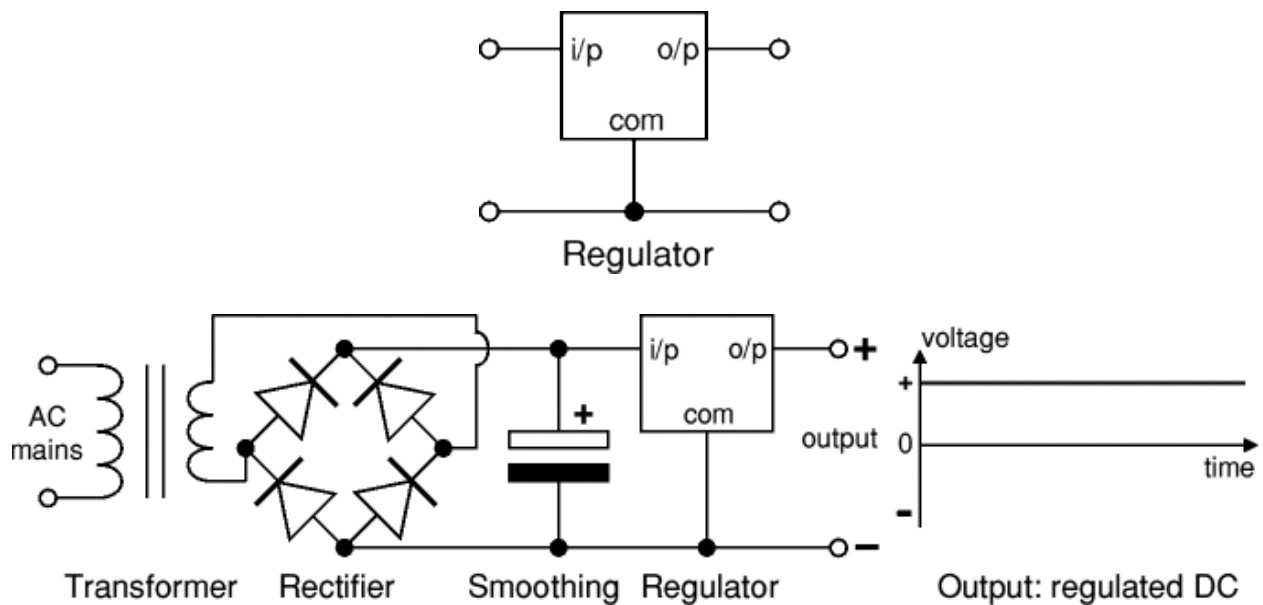 i/p o/p
com
Regulator
AC
mains
+
i/p o/p
com
+
−
output
voltage
+
0
-
time
Transformer Rectifier Smoothing Regulator Output: regulated DC